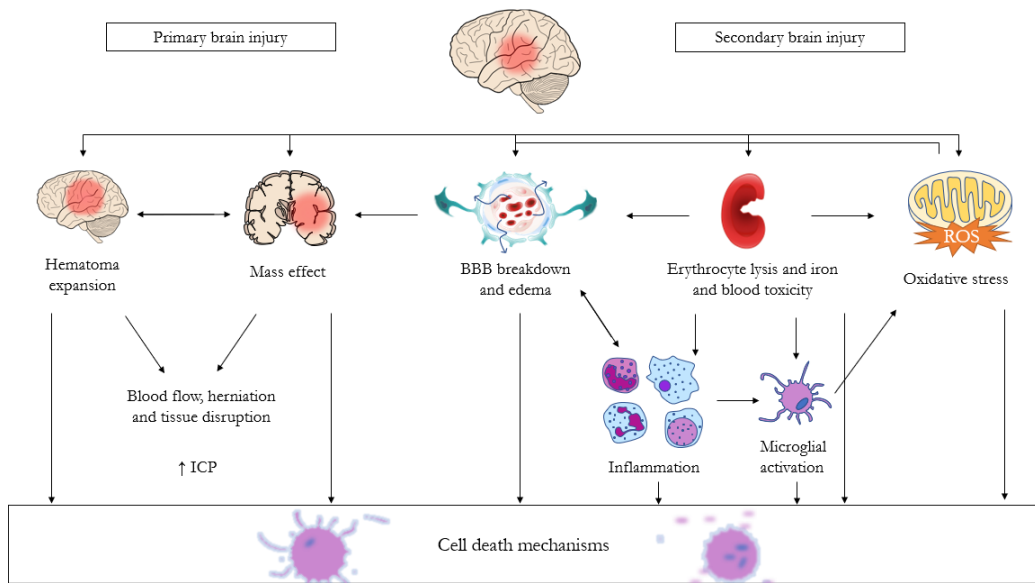 Primary brain injury
Secondary brain injury
ROS
Hematoma
expansion
Mass effect
BBB breakdown
and edema
Erythrocyte lysis and iron
and blood toxicity
Oxidative stress
Blood flow, herniation
and tissue disruption
↑ ICP
Inflammation
Microglial
activation
Cell death mechanisms